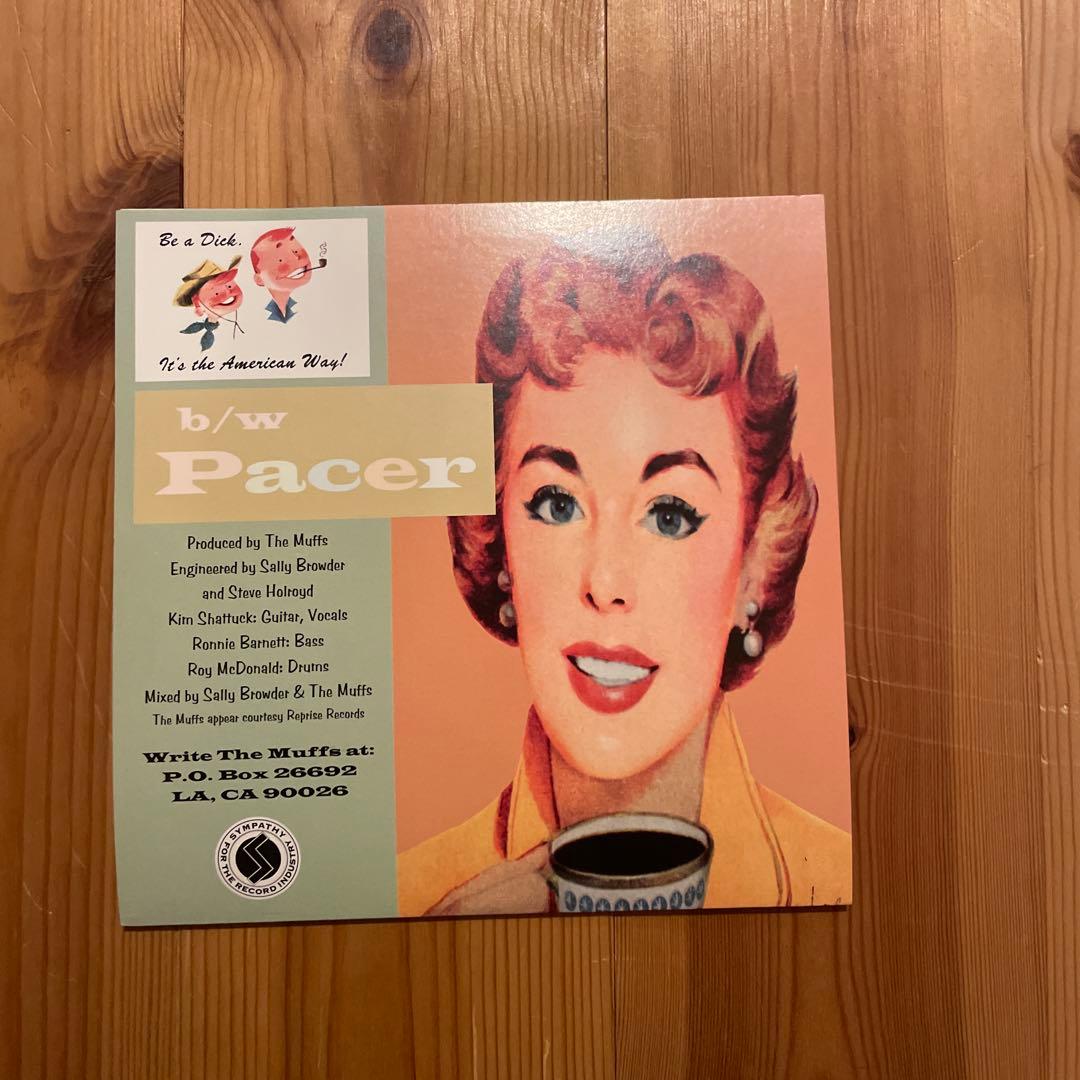 Be a Dick.
It's the American Way!
b/w
Pacer
Produced by The Muffs
Engineered by Sally Browder
and Steve Holroyd
Kim Shattuck: Guitar, Vocals
Ronnie Barnett: Bass
Roy McDonald: Drums
Mixed by Sally Browder & The Muffs
The Muffs appear courtesy Reprise Records
Write The Muffs at:
P.O. Box 26692
LA, CA 90026
SYMPATHY
FOR THE RECORD INDUSTRY